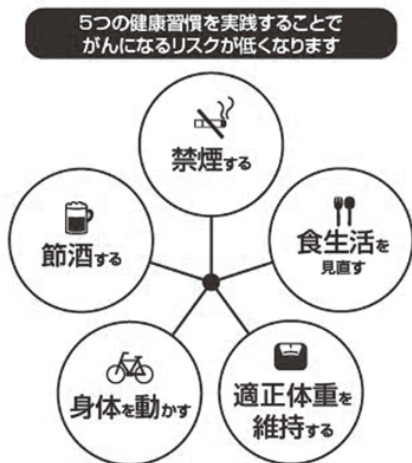 5つの健康習慣を実践することで
がんになるリスクが低くなります
禁煙する
節酒する
食生活を
見直す
身体を動かす
適正体重を
維持する